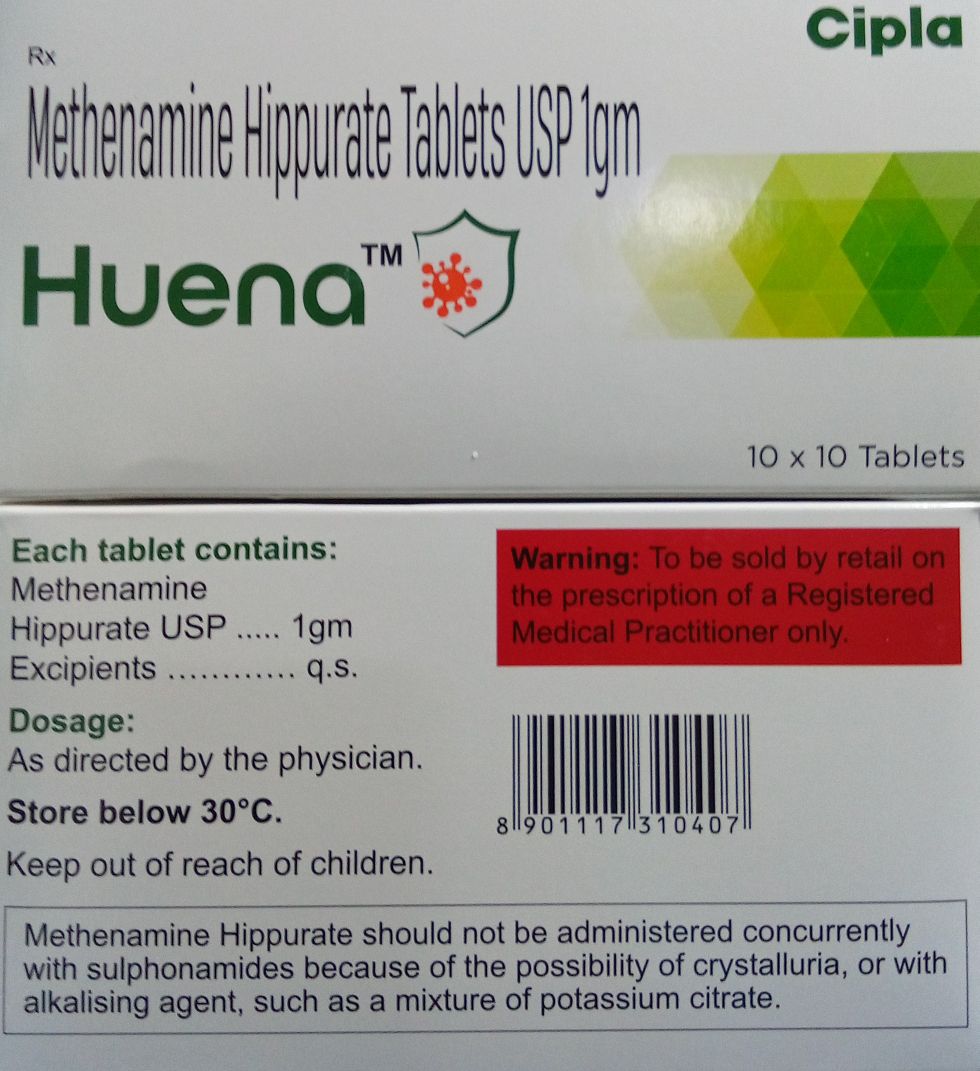 Cipla
Rx
Methenamine Hippurate Tablets USP 1gm
Huena™
10 x 10 Tablets
Each tablet contains:
Methenamine
Hippurate USP ..... 1gm
Excipients ............ q.s.
Dosage:
As directed by the physician.
Store below 30°C.
Keep out of reach of children.
Warning: To be sold by retail on
the prescription of a Registered
Medical Practitioner only.
8 901117 310407
Methenamine Hippurate should not be administered concurrently
with sulphonamides because of the possibility of crystalluria, or with
alkalising agent, such as a mixture of potassium citrate.